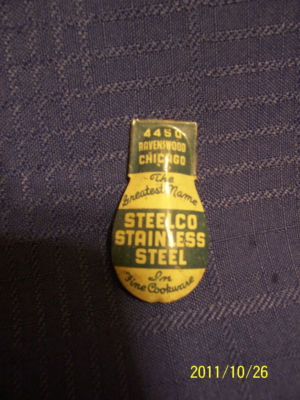 4450
RAVENSWOOD
CHICAGO
The
Greatest Name
STEELCO
STAINLESS
STEEL
In
Fine Cookware
2011/10/26